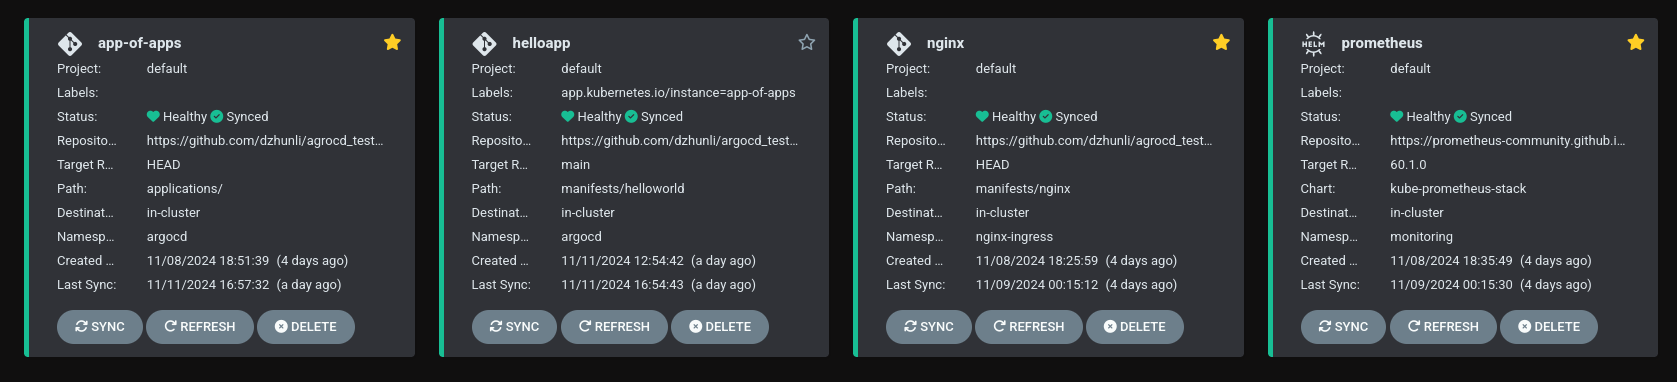 app-of-apps
Project: default
Labels:
Status: Healthy Synced
Reposito... https://github.com/dzhunli/agrocd_test...
Target R... HEAD
Path: applications/
Destinat... in-cluster
Namesp... argocd
Created ... 11/08/2024 18:51:39 (4 days ago)
Last Sync: 11/11/2024 16:57:32 (a day ago)
SYNC REFRESH DELETE
helloapp
Project: default
Labels: app.kubernetes.io/instance=app-of-apps
Status: Healthy Synced
Reposito... https://github.com/dzhunli/argocd_test...
Target R... main
Path: manifests/helloworld
Destinat... in-cluster
Namesp... argocd
Created ... 11/11/2024 12:54:42 (a day ago)
Last Sync: 11/11/2024 16:54:43 (a day ago)
SYNC REFRESH DELETE
nginx
Project: default
Labels:
Status: Healthy Synced
Reposito... https://github.com/dzhunli/agrocd_test...
Target R... HEAD
Path: manifests/nginx
Destinat... in-cluster
Namesp... nginx-ingress
Created ... 11/08/2024 18:25:59 (4 days ago)
Last Sync: 11/09/2024 00:15:12 (4 days ago)
SYNC REFRESH DELETE
HELM prometheus
Project: default
Labels:
Status: Healthy Synced
Reposito... https://prometheus-community.github.i...
Target R... 60.1.0
Chart: kube-prometheus-stack
Destinat... in-cluster
Namesp... monitoring
Created ... 11/08/2024 18:35:49 (4 days ago)
Last Sync: 11/09/2024 00:15:30 (4 days ago)
SYNC REFRESH DELETE